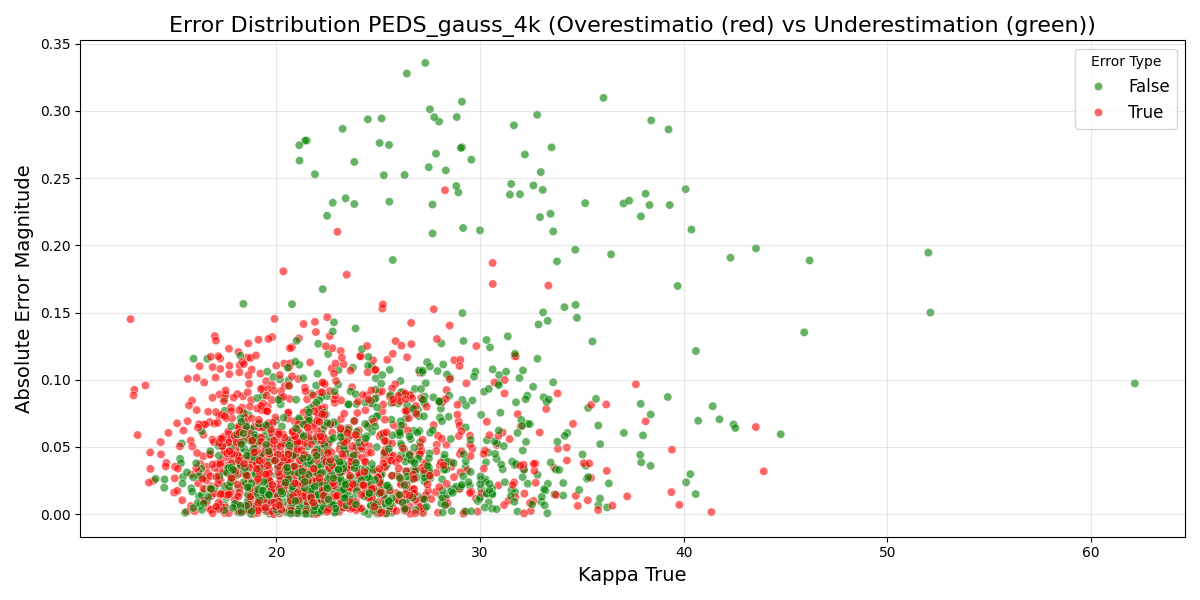 Error Distribution PEDS_gauss_4k (Overestimatio (red) vs Underestimation (green))
Absolute Error Magnitude
0.35
0.30
0.25
0.20
0.15
0.10
0.05
0.00
Error Type
False
True
20
30
40
50
60
Kappa True